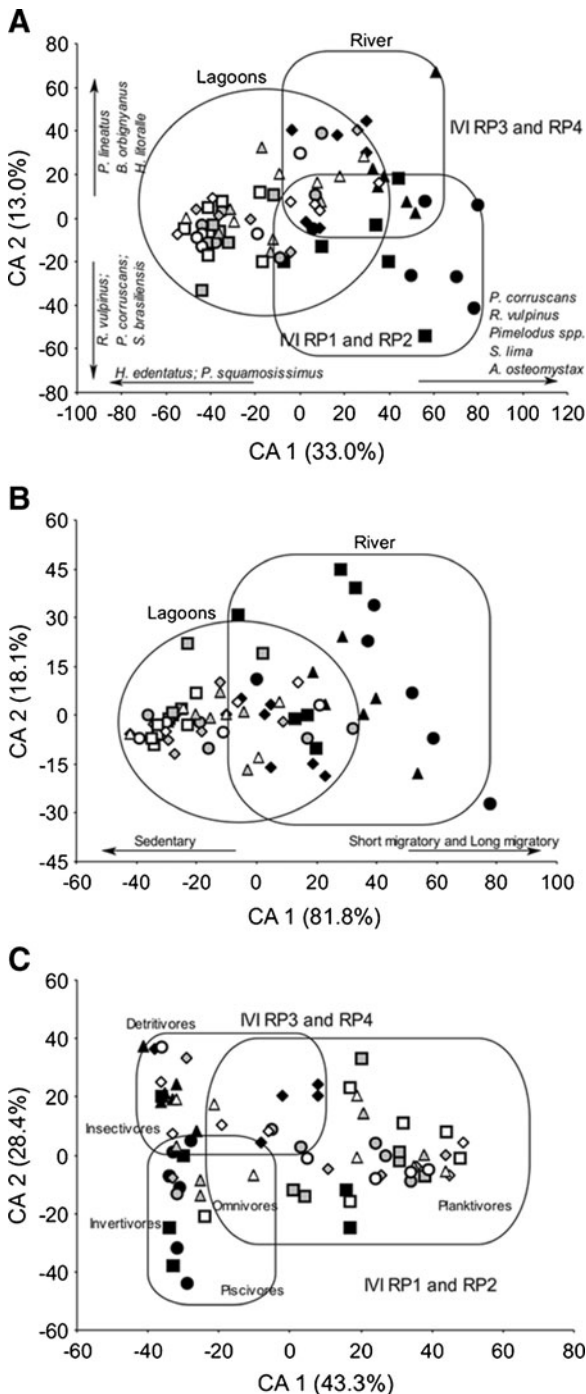 A
80
60
40
20
0
-20
-40
-60
-80
-100 -80 -60 -40 -20 0 20 40 60 80 100 120
CA 2 (13.0%)
CA 1 (33.0%)
P. lineatus
B. orbignyanus
H. litoralle
R. vulpinus;
P. corruscans;
S. brasiliensis
Lagoons
River
IVI RP3 and RP4
IVI RP1 and RP2
H. edentatus; P. squamosissimus
P. corruscans
R. vulpinus
Pimelodus spp.
S. lima
A. osteomystax
B
60
45
30
15
0
-15
-30
-45
-60 -40 -20 0 20 40 60 80 100
CA 2 (18.1%)
CA 1 (81.8%)
River
Lagoons
Sedentary
Short migratory and Long migratory
C
60
40
20
0
-20
-40
-60
-60 -40 -20 0 20 40 60 80
CA 2 (28.4%)
CA 1 (43.3%)
Detritivores
IVI RP3 and RP4
Insectivores
Invertivores
Omnivores
Planktivores
Piscivores
IVI RP1 and RP2